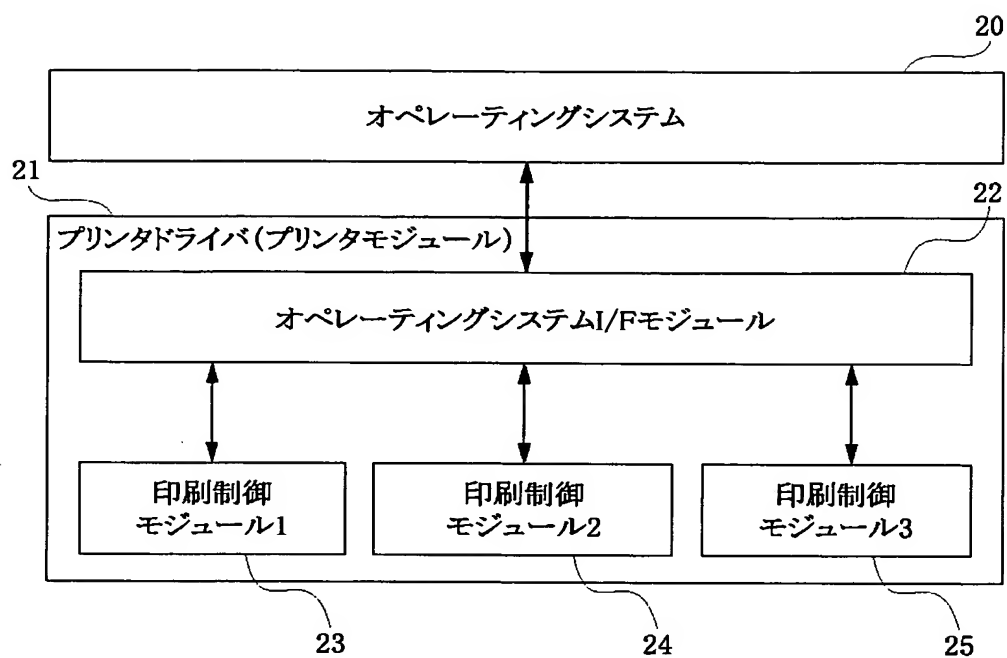 20
オペレーティングシステム
21
22
プリンタドライバ(プリンタモジュール)
オペレーティングシステムI/Fモジュール
印刷制御
モジュール1
印刷制御
モジュール2
印刷制御
モジュール3
23
24
25